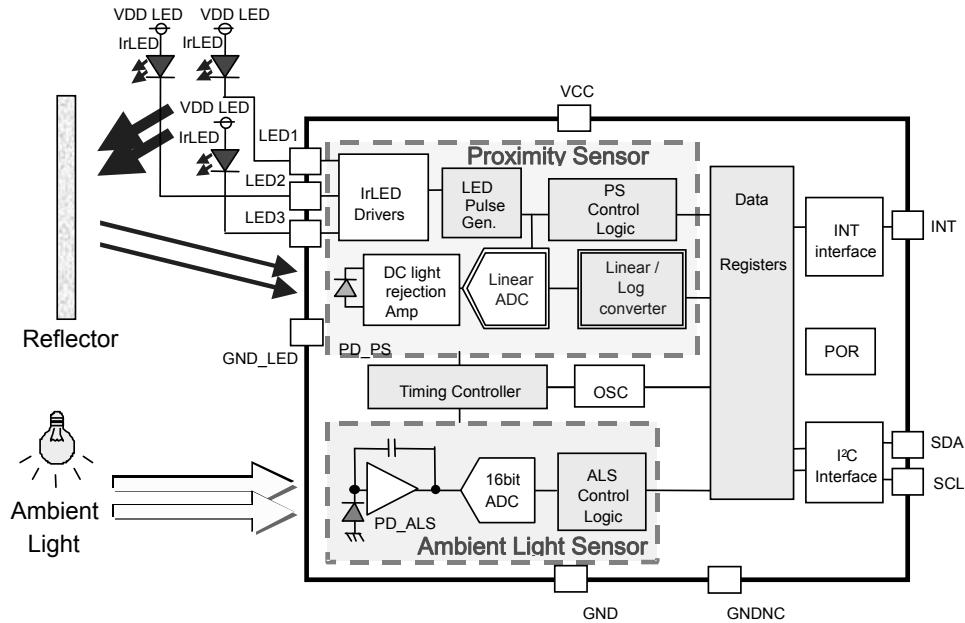 VDD LED
VDD LED
IrLED
IrLED
VDD LED
IrLED
VCC
LED1
LED2
LED3
Proximity Sensor
IrLED
Drivers
LED
Pulse
Gen.
PS
Control
Logic
Data
Registers
INT
interface
INT
DC light
rejection
Amp
Linear
ADC
Linear /
Log
converter
Reflector
GND_LED
PD_PS
POR
Timing Controller
OSC
Ambient
Light
PD_ALS
16bit
ADC
ALS
Control
Logic
I²C
Interface
SDA
SCL
Ambient Light Sensor
GND
GNDNC